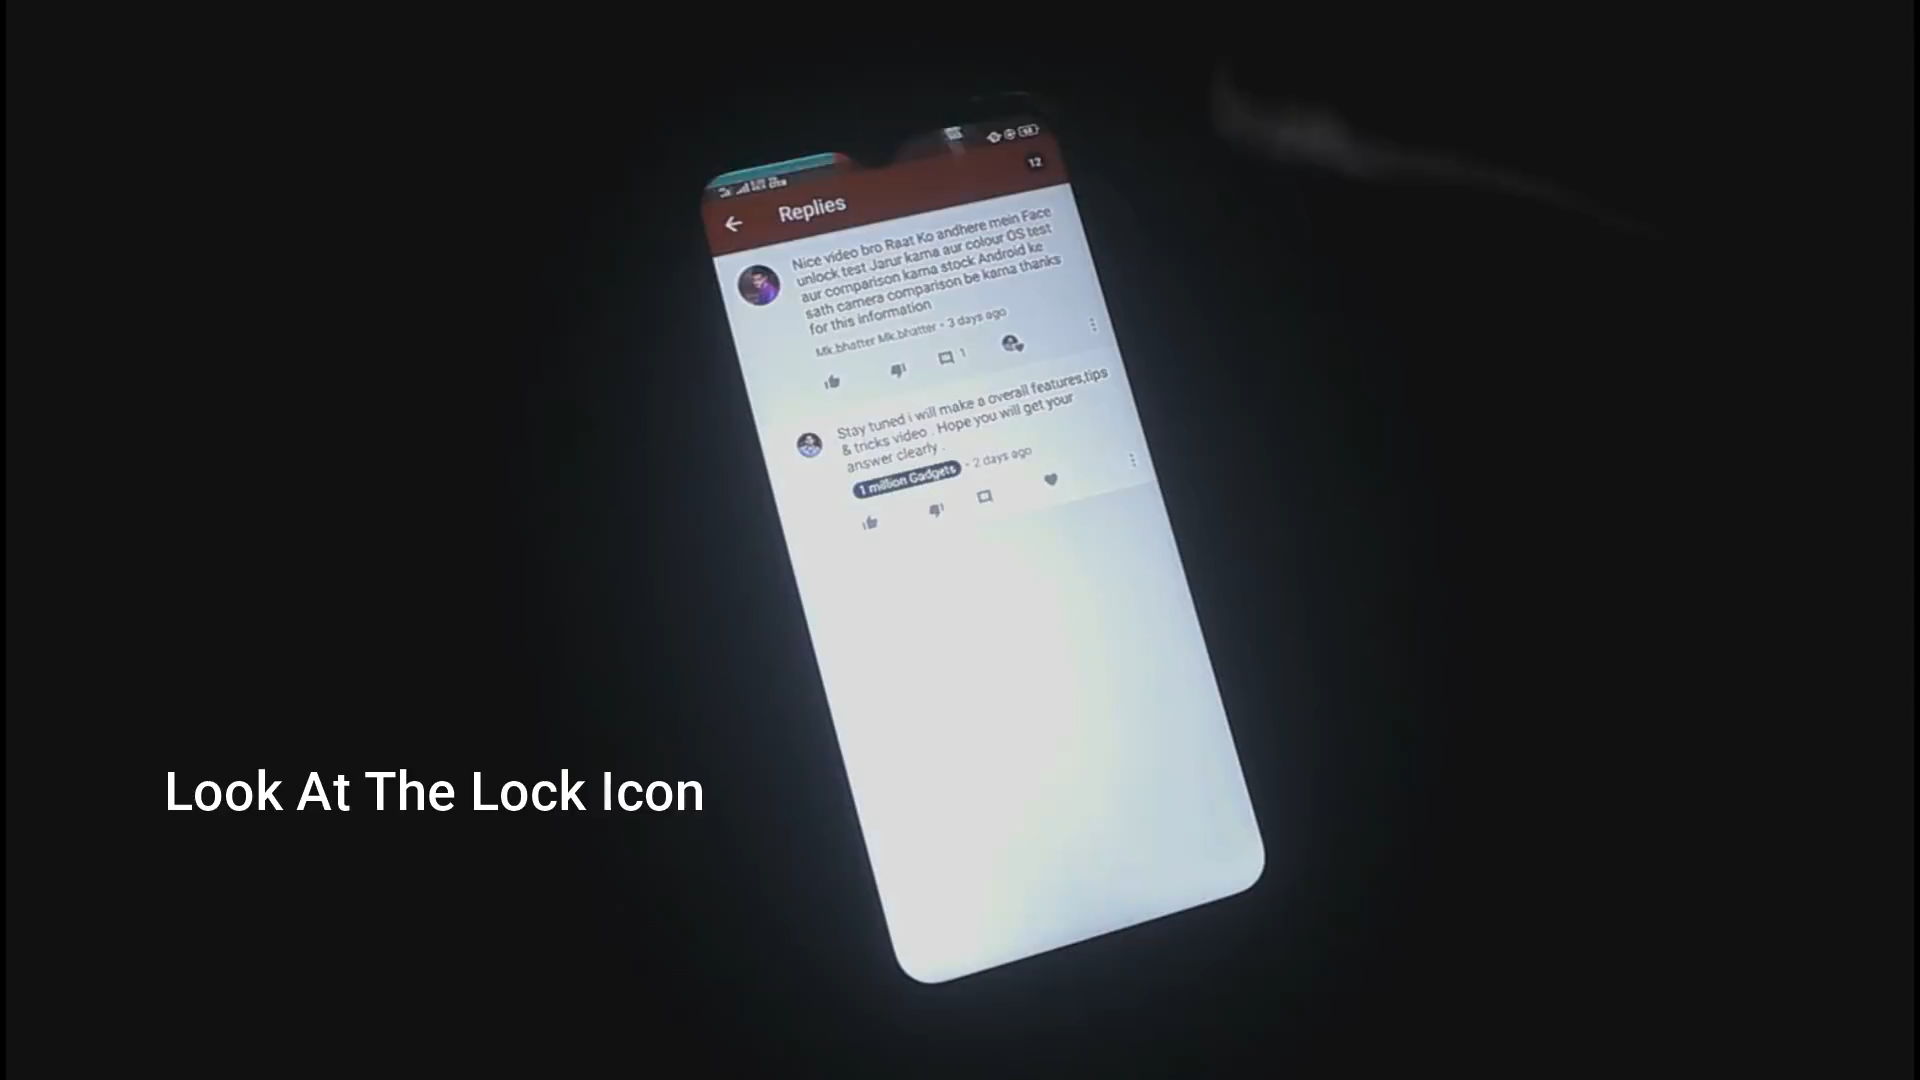 12
Replies
Nice video bro Raat Ko andhere mein Face
unlock test Jarur karna aur colour OS test
aur comparison karna stock Android ke
sath camera comparison be karna thanks
for this information
Mk.bhatter Mk.bhatter • 3 days ago
1
Stay tuned i will make a overall features,tips
& tricks video . Hope you will get your
answer clearly .
1 million Gadgets • 2 days ago
Look At The Lock Icon